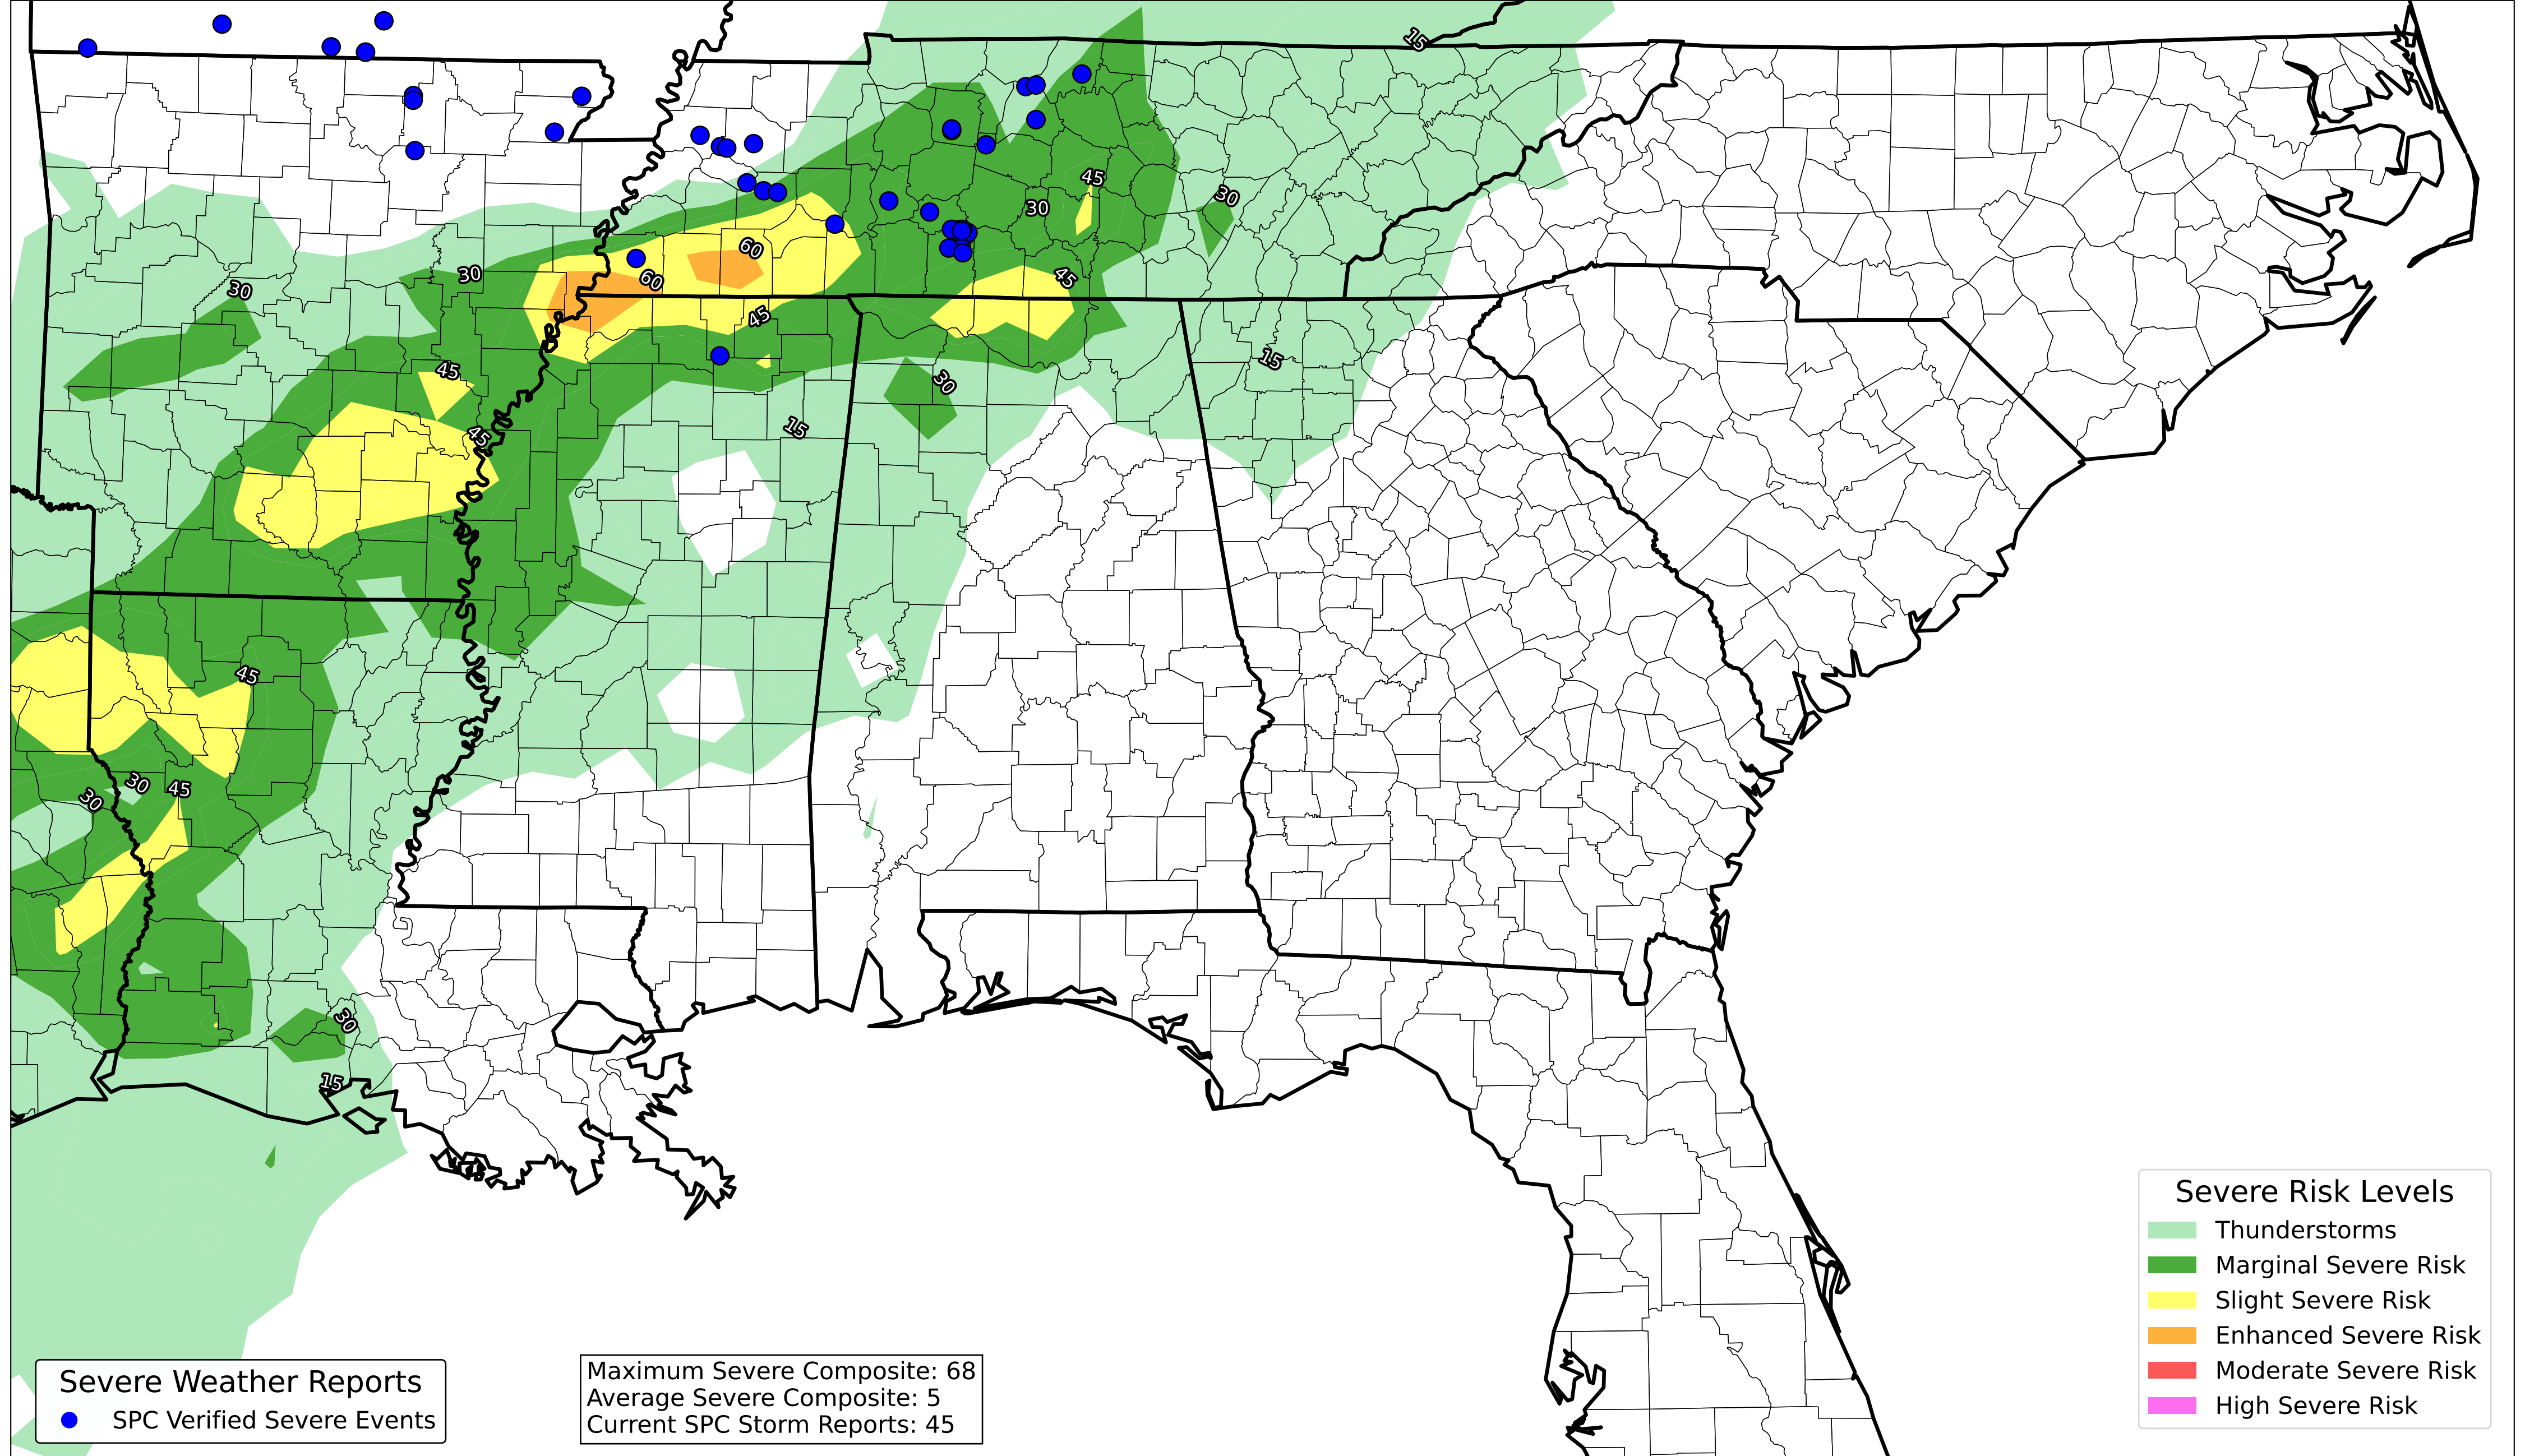 15
45
30
30
60
30
60
45
30
45
15
45
30
15
45
45
30
45
30
30
15
Severe Risk Levels
Thunderstorms
Marginal Severe Risk
Slight Severe Risk
Enhanced Severe Risk
Moderate Severe Risk
High Severe Risk
Severe Weather Reports
SPC Verified Severe Events
Maximum Severe Composite: 68
Average Severe Composite: 5
Current SPC Storm Reports: 45